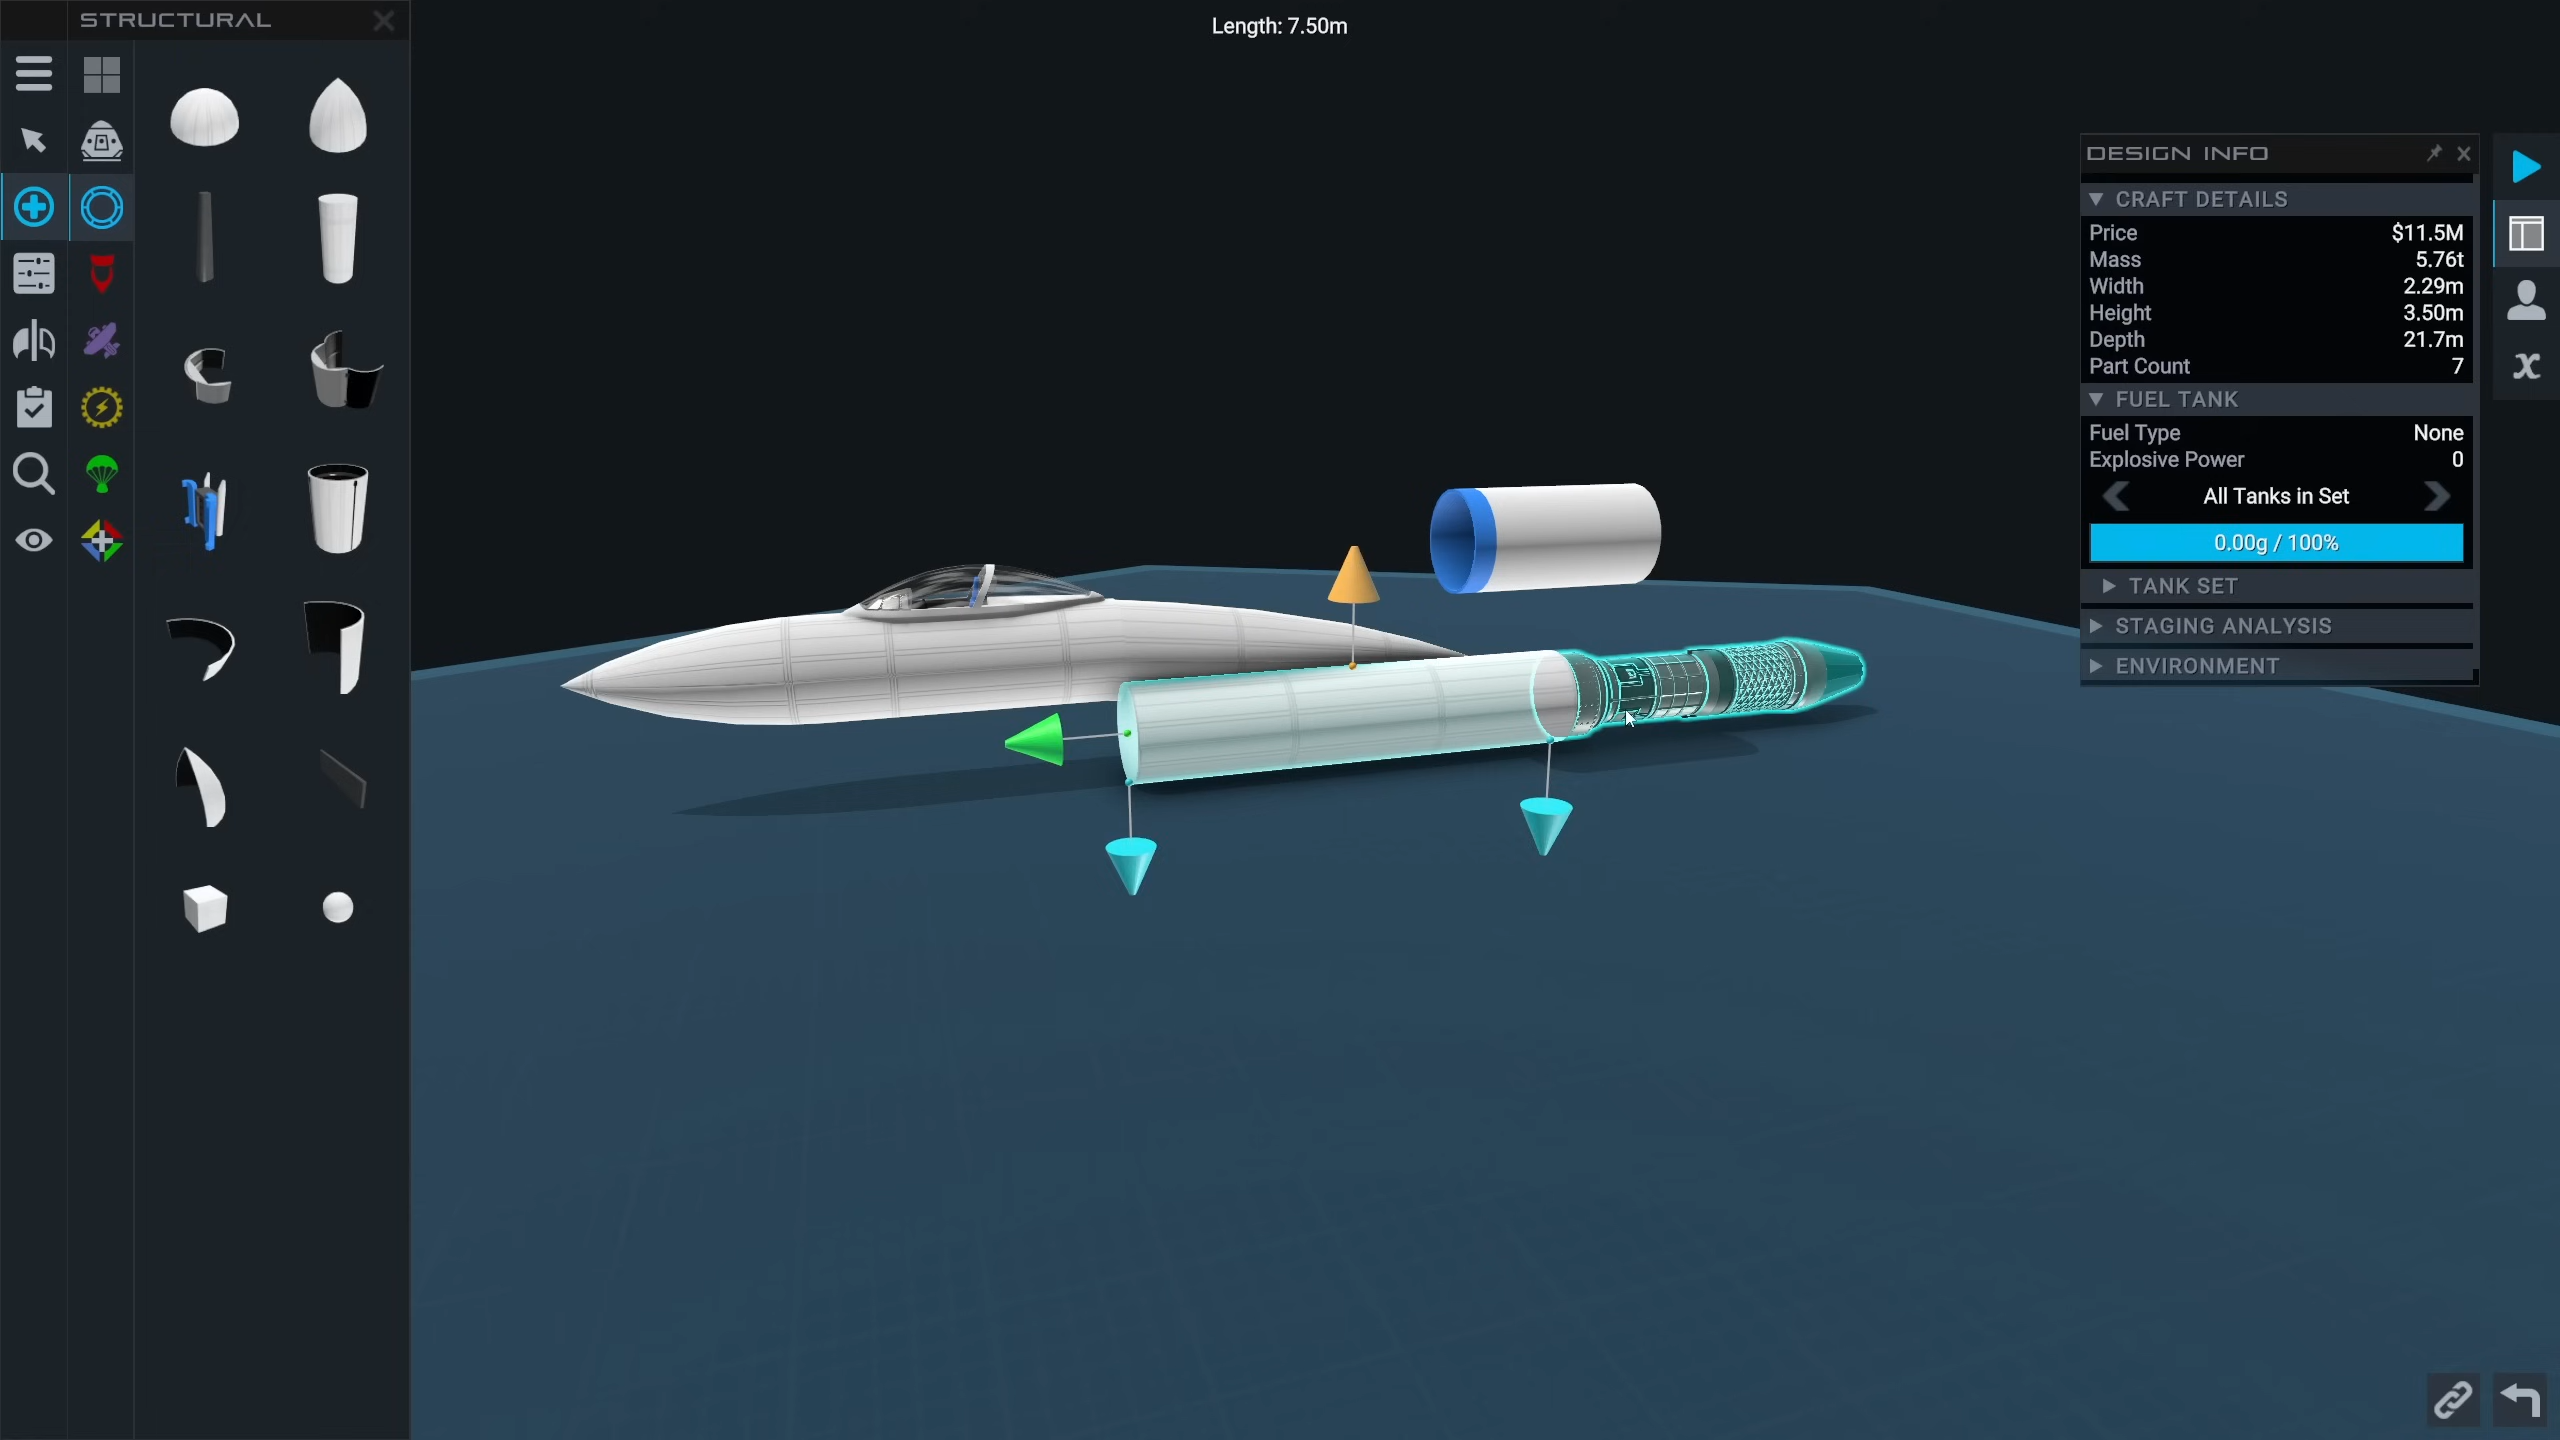 STRUCTURAL
Length: 7.50m
DESIGN INFO
CRAFT DETAILS
Price $11.5M
Mass 5.76t
Width 2.29m
Height 3.50m
Depth 21.7m
Part Count 7
FUEL TANK
Fuel Type None
Explosive Power 0
All Tanks in Set
0.00g / 100%
TANK SET
STAGING ANALYSIS
ENVIRONMENT